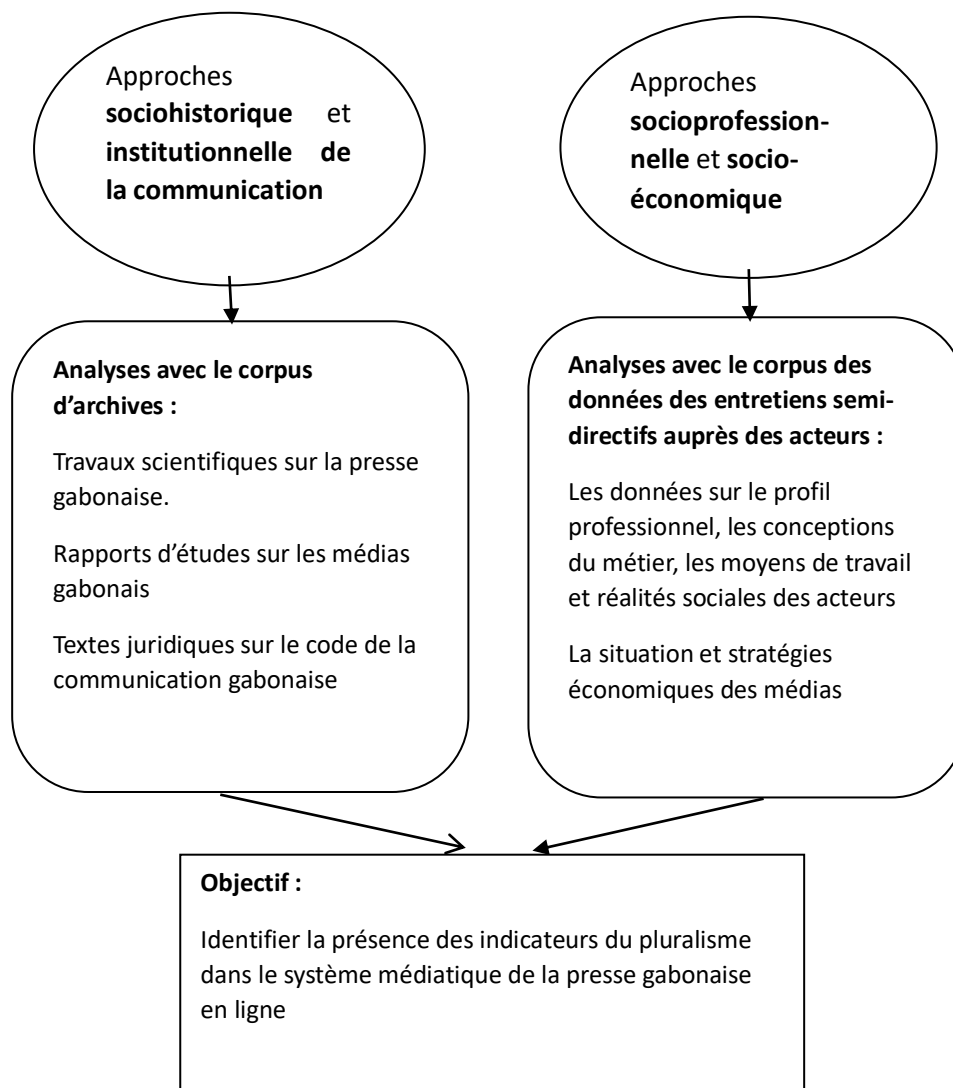 Approches
sociohistorique et
institutionnelle de
la communication
Approches
socioprofession-
nelle et socio-
économique
Analyses avec le corpus
d'archives :
Travaux scientifiques sur la presse
gabonaise.
Rapports d'études sur les médias
gabonais
Textes juridiques sur le code de la
communication gabonaise
Analyses avec le corpus des
données des entretiens semi-
directifs auprès des acteurs :
Les données sur le profil
professionnel, les conceptions
du métier, les moyens de travail
et réalités sociales des acteurs
La situation et stratégies
économiques des médias
Objectif :
Identifier la présence des indicateurs du pluralisme
dans le système médiatique de la presse gabonaise
en ligne